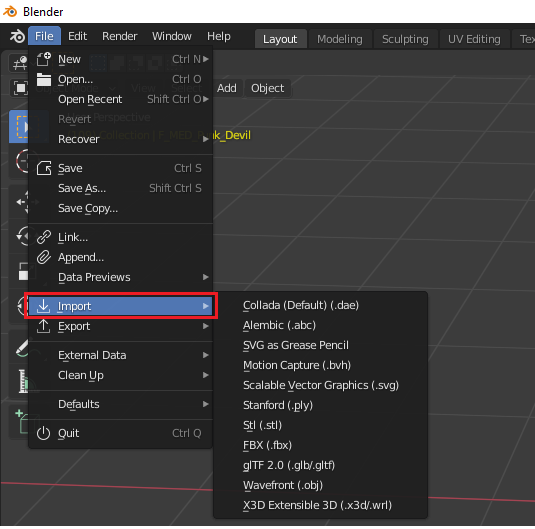 Blender
File Edit Render Window Help Layout Modeling Sculpting UV Editing
New Ctrl N
Open... Ctrl O
Add Object
Open Recent Shift Ctrl O
Revert Perspective
Recover Collection | F_MED_ _Devil
Save Ctrl S
Save As... Shift Ctrl S
Save Copy...
Link...
Append...
Data Previews
Import
Export
External Data
Clean Up
Defaults
Quit Ctrl Q
Collada (Default) (.dae)
Alembic (.abc)
SVG as Grease Pencil
Motion Capture (.bvh)
Scalable Vector Graphics (.svg)
Stanford (.ply)
Stl (.stl)
FBX (.fbx)
glTF 2.0 (.glb/.gltf)
Wavefront (.obj)
X3D Extensible 3D (.x3d/.wrl)